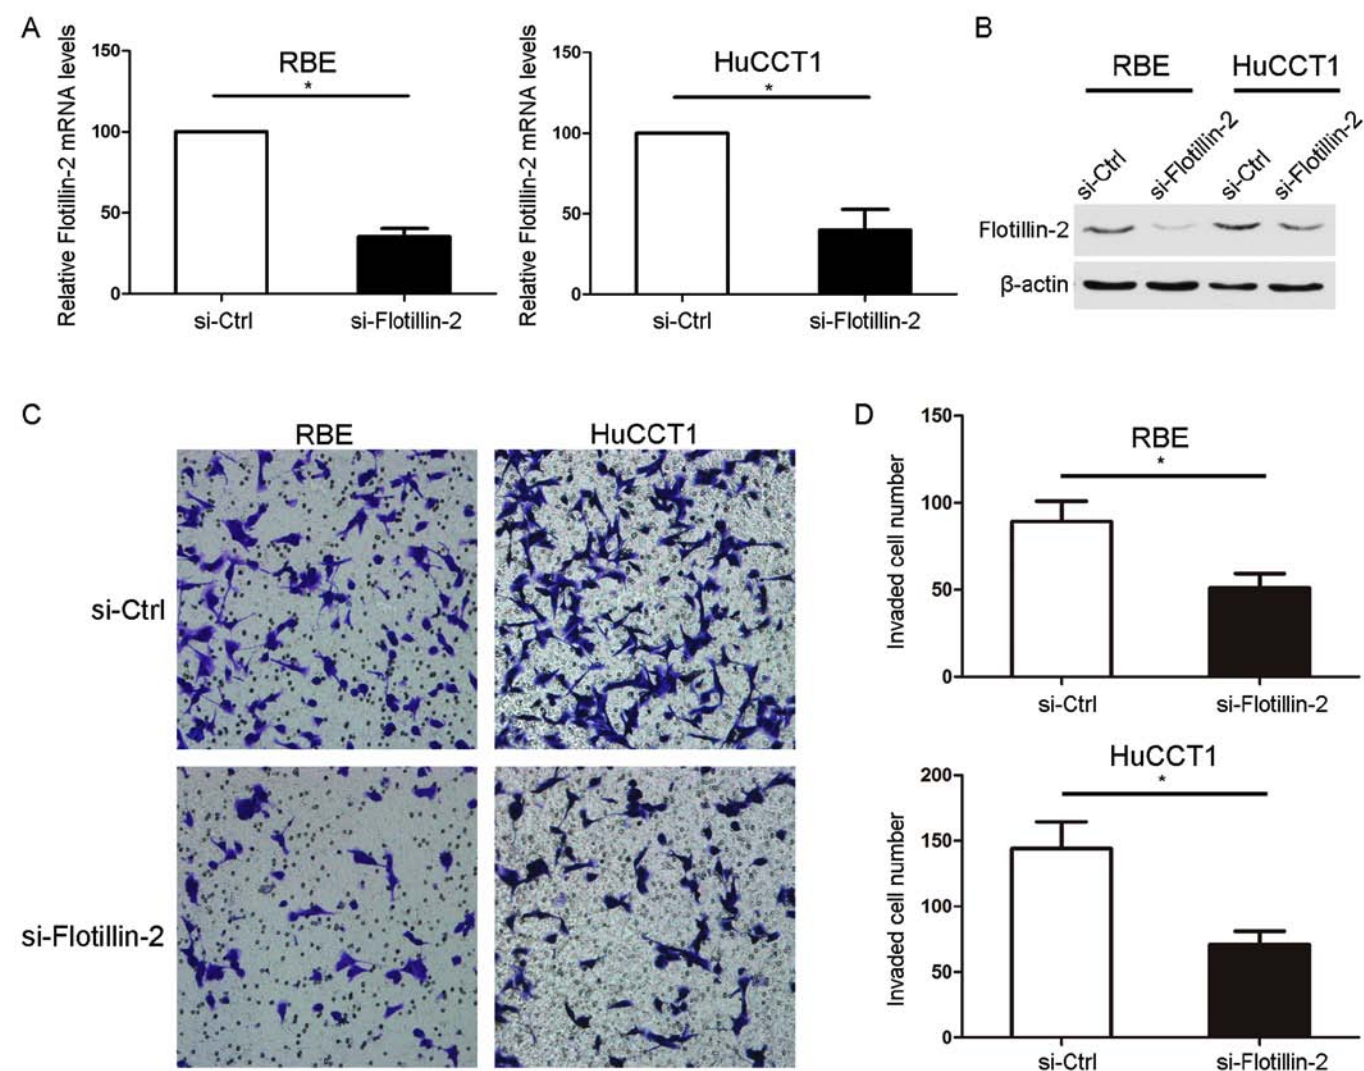 A
Relative Flotillin-2 mRNA levels
150
100
50
0
RBE
*
si-Ctrl
si-Flotillin-2
Relative Flotillin-2 mRNA levels
150
100
50
0
HuCCT1
*
si-Ctrl
si-Flotillin-2
B
RBE
HuCCT1
si-Ctrl
si-Flotillin-2
si-Ctrl
si-Flotillin-2
Flotillin-2
β-actin
C
RBE
HuCCT1
si-Ctrl
si-Flotillin-2
D
Invaded cell number
150
100
50
0
RBE
*
si-Ctrl
si-Flotillin-2
Invaded cell number
200
150
100
50
0
HuCCT1
*
si-Ctrl
si-Flotillin-2